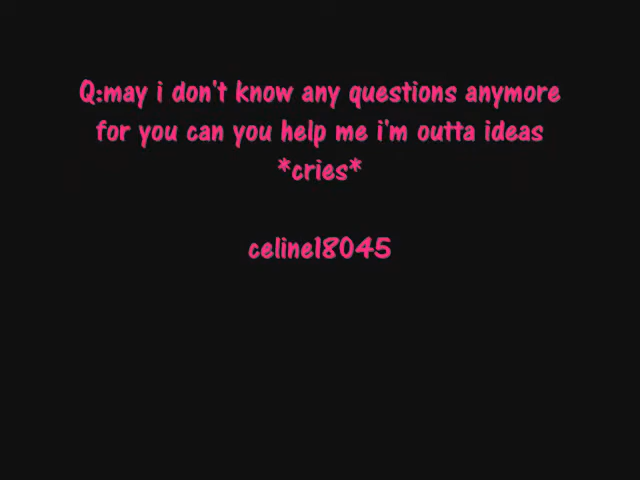 Q:may i don't know any questions anymore
for you can you help me i'm outta ideas
*cries*
celine18045